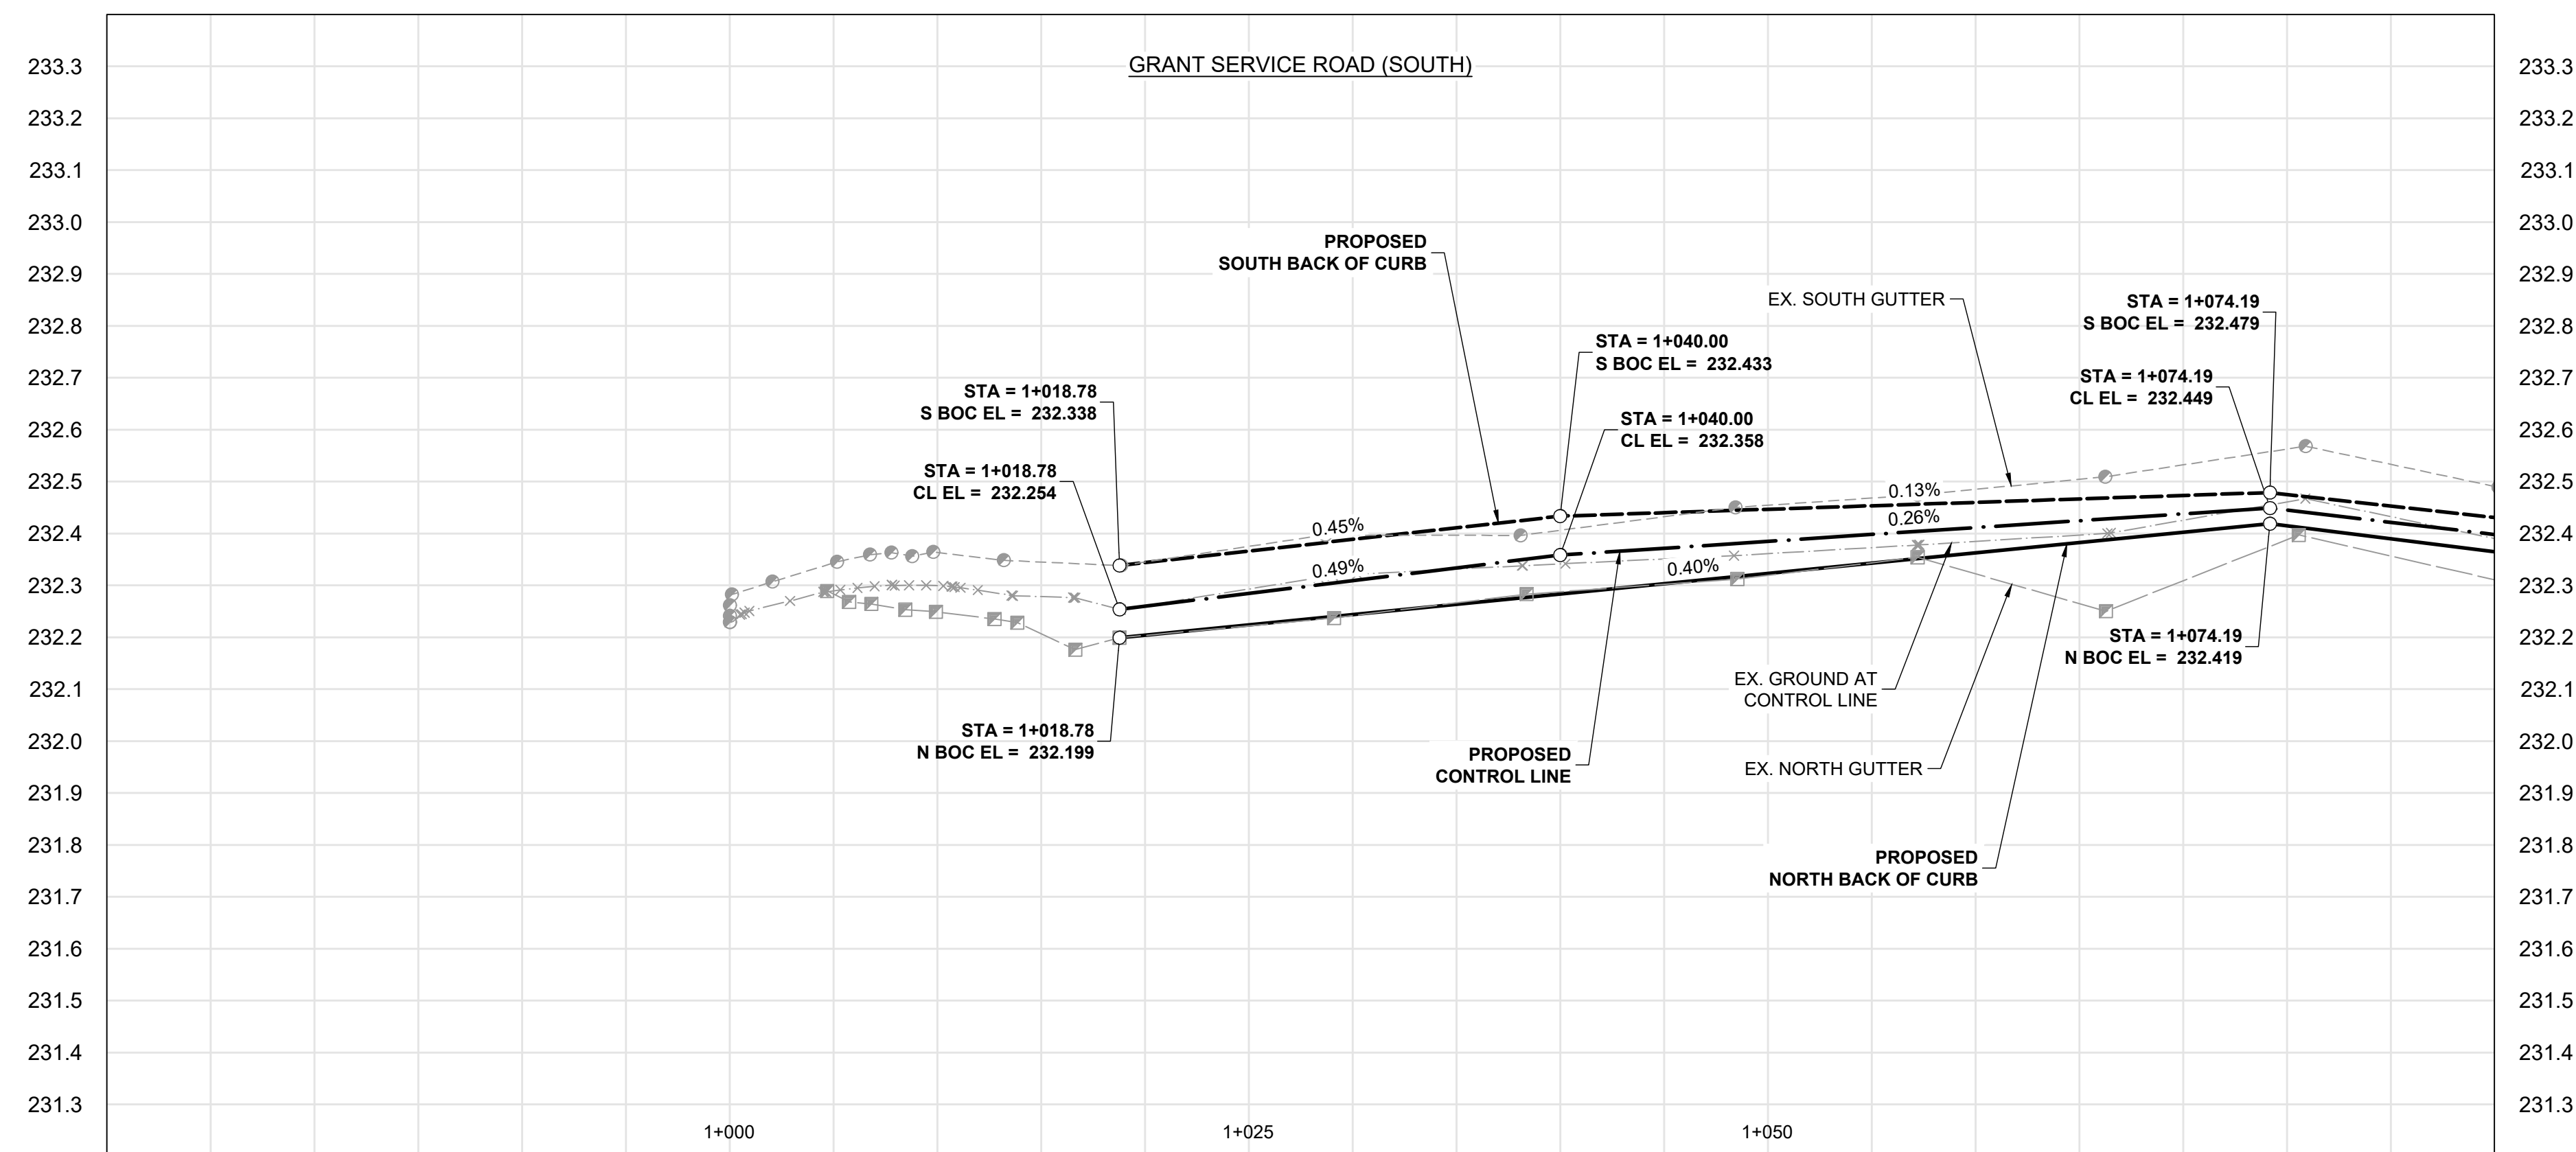 GRANT SERVICE ROAD (SOUTH)
233.3 233.3
233.2 233.2
233.1 233.1
233.0 233.0
232.9 232.9
232.8 232.8
232.7 232.7
232.6 232.6
232.5 232.5
232.4 232.4
232.3 232.3
232.2 232.2
232.1 232.1
232.0 232.0
231.9 231.9
231.8 231.8
231.7 231.7
231.6 231.6
231.5 231.5
231.4 231.4
231.3 231.3
PROPOSED
SOUTH BACK OF CURB
EX. SOUTH GUTTER
STA = 1+074.19
S BOC EL = 232.479
STA = 1+040.00
S BOC EL = 232.433
STA = 1+074.19
CL EL = 232.449
STA = 1+018.78
S BOC EL = 232.338
STA = 1+040.00
CL EL = 232.358
STA = 1+018.78
CL EL = 232.254
0.13%
0.45%
0.26%
0.49%
0.40%
STA = 1+074.19
N BOC EL = 232.419
EX. GROUND AT
CONTROL LINE
STA = 1+018.78
N BOC EL = 232.199
PROPOSED
CONTROL LINE
EX. NORTH GUTTER
PROPOSED
NORTH BACK OF CURB
1+000 1+025 1+050